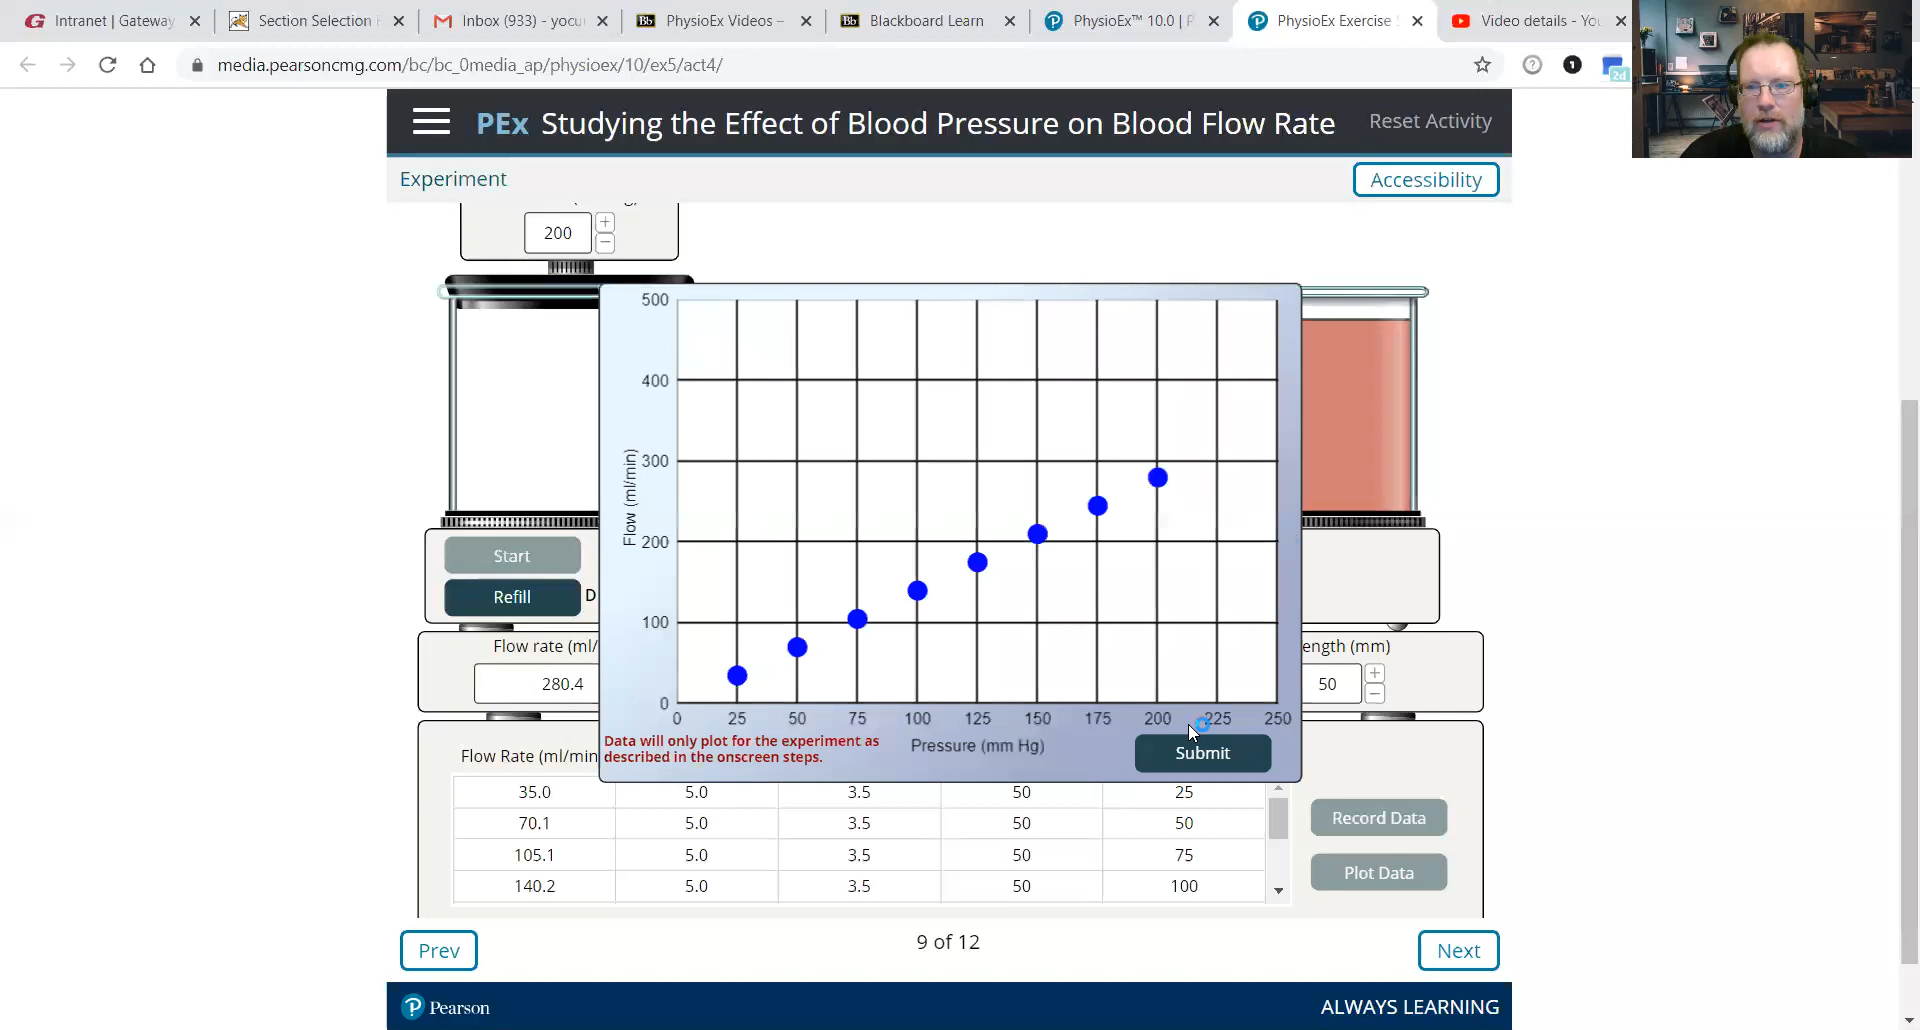 Intranet | Gateway
Section Selection
Inbox (933) - yocu
Bb PhysioEx Videos –
Bb Blackboard Learn
PhysioEx™ 10.0 | P
PhysioEx Exercise
Video details - You
media.pearsoncmg.com/bc/bc_0media_ap/physioex/10/ex5/act4/
2d
PEx Studying the Effect of Blood Pressure on Blood Flow Rate
Reset Activity
Experiment
Accessibility
200
+
−
500
400
300
200
100
0
Flow (ml/min)
0 25 50 75 100 125 150 175 200 225 250
Pressure (mm Hg)
Data will only plot for the experiment as
described in the onscreen steps.
Submit
Start
Refill
D
Flow rate (ml/
280.4
ength (mm)
50
+
−
Flow Rate (ml/min
35.0 5.0 3.5 50 25
70.1 5.0 3.5 50 50
105.1 5.0 3.5 50 75
140.2 5.0 3.5 50 100
Record Data
Plot Data
Prev
9 of 12
Next
Pearson
ALWAYS LEARNING